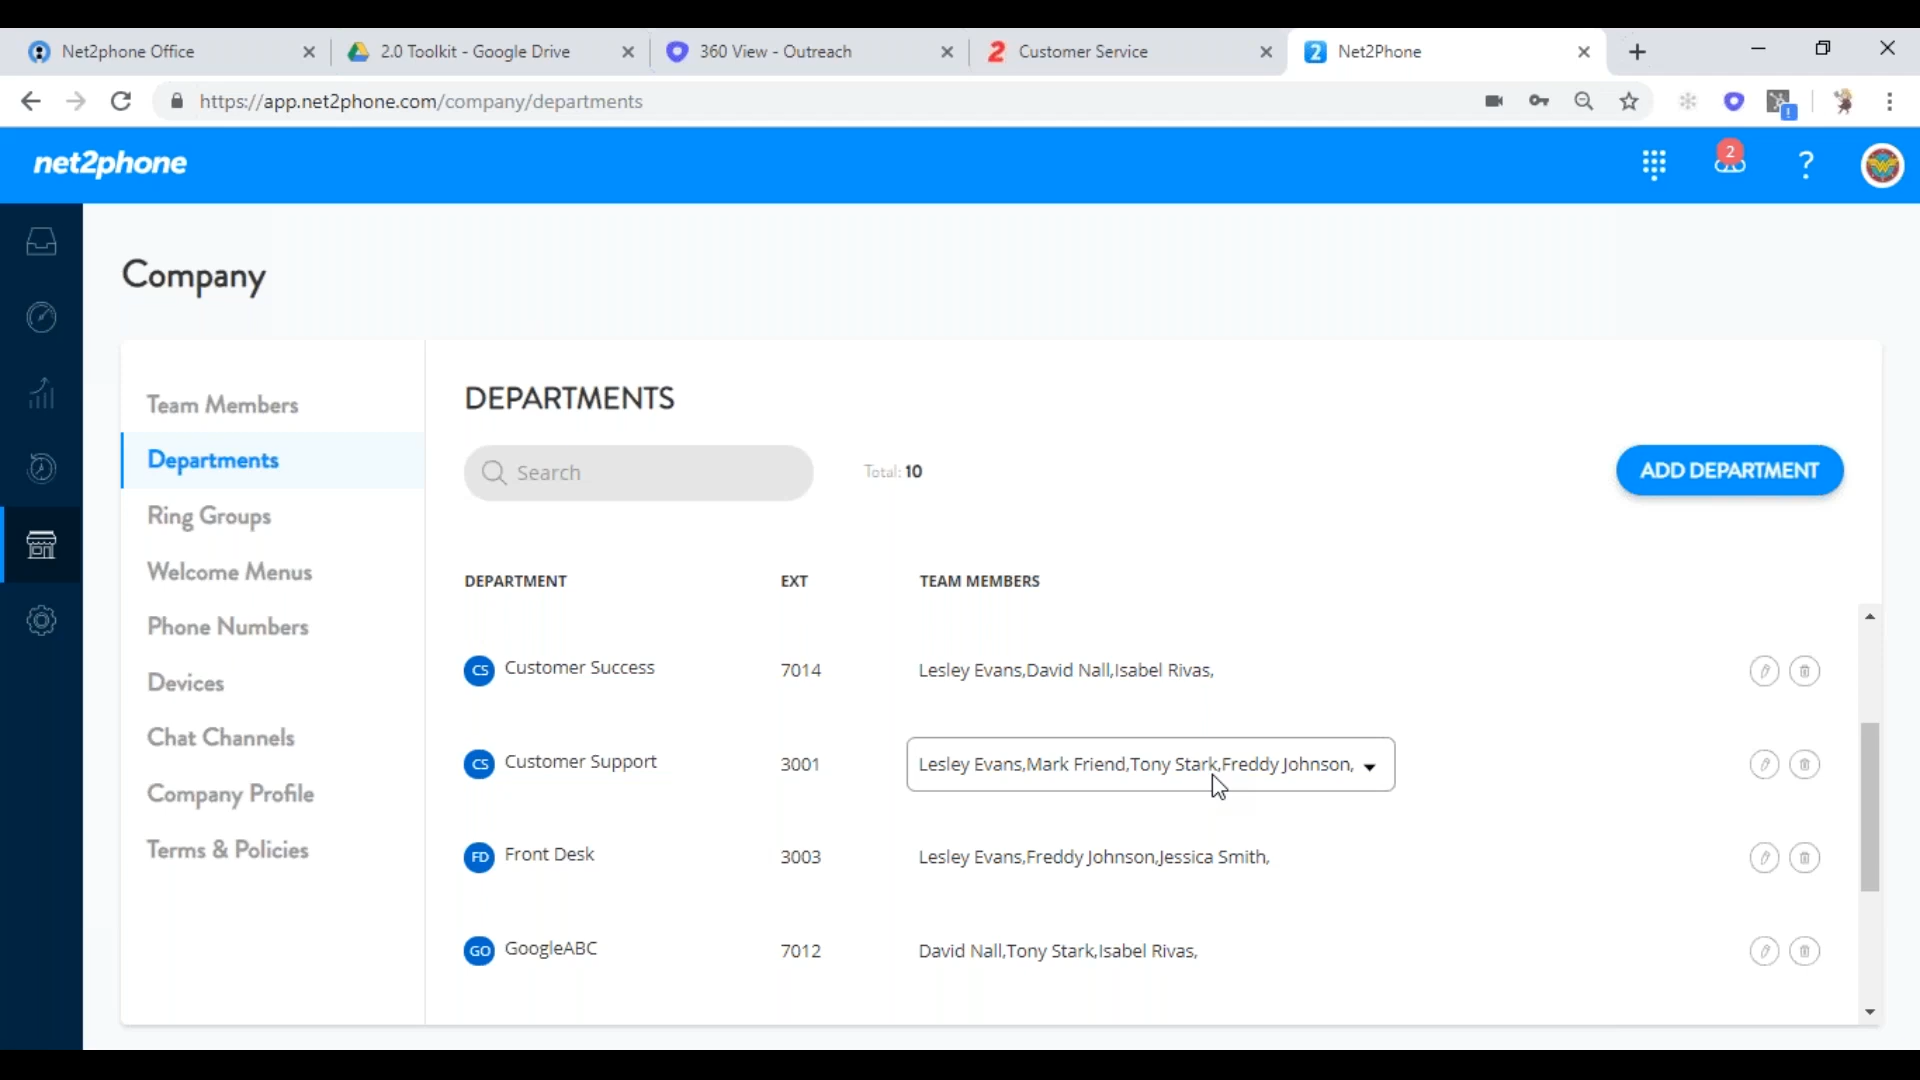 Net2phone Office
2.0 Toolkit - Google Drive
360 View - Outreach
2 Customer Service
2 Net2Phone
https://app.net2phone.com/company/departments
net2phone
2
?
Company
Team Members
Departments
Ring Groups
Welcome Menus
Phone Numbers
Devices
Chat Channels
Company Profile
Terms & Policies
DEPARTMENTS
Search
Total: 10
ADD DEPARTMENT
DEPARTMENT EXT TEAM MEMBERS
CS Customer Success 7014 Lesley Evans,David Nall,Isabel Rivas,
CS Customer Support 3001 Lesley Evans,Mark Friend,Tony Stark,Freddy Johnson,
FD Front Desk 3003 Lesley Evans,Freddy Johnson,Jessica Smith,
GO GoogleABC 7012 David Nall,Tony Stark,Isabel Rivas,